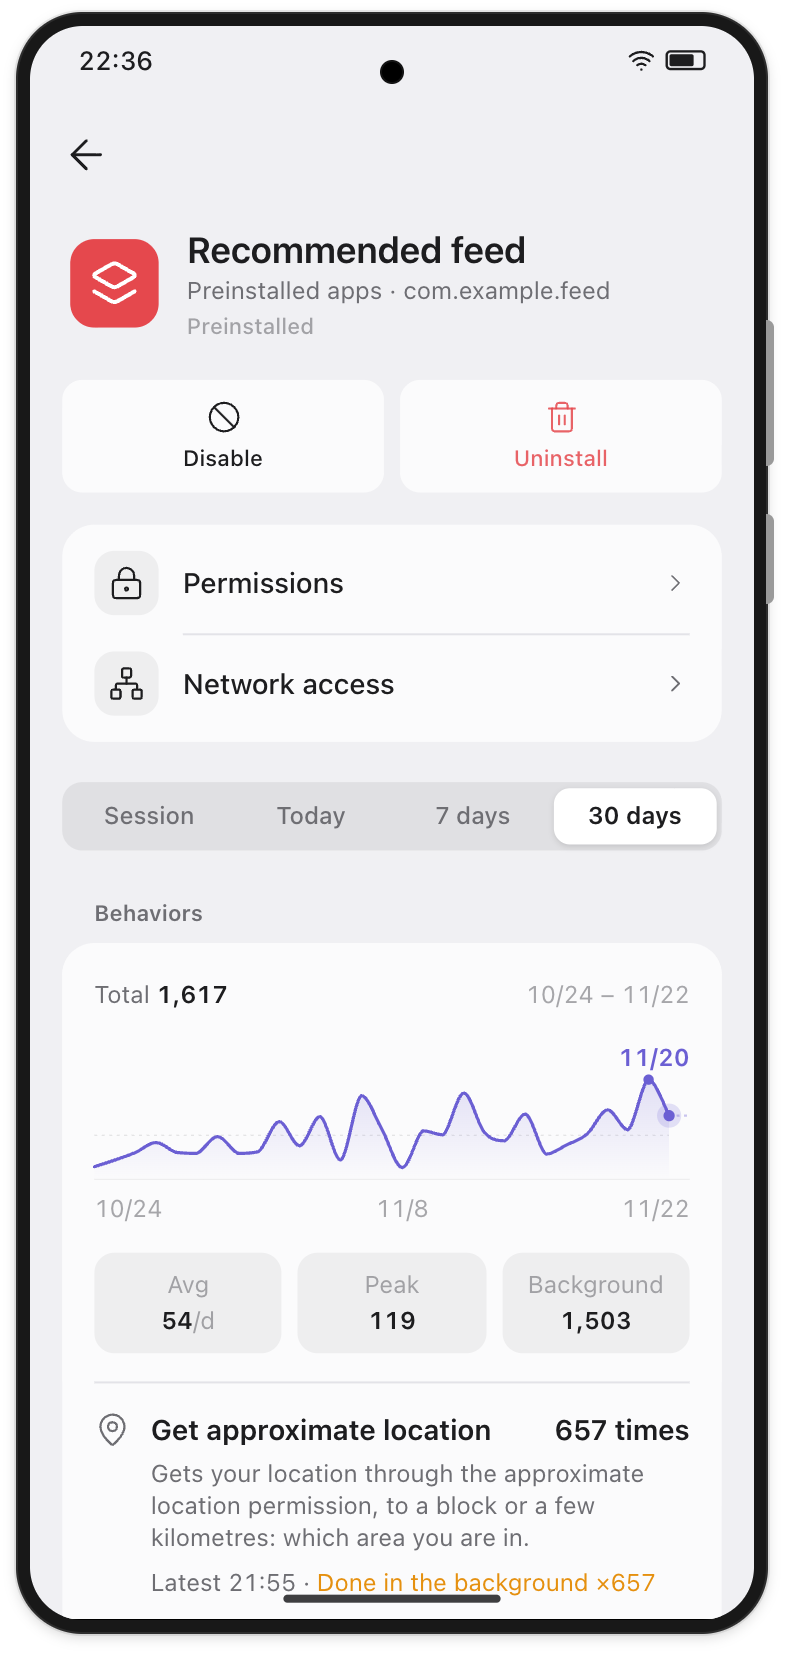 22:36
Recommended feed
Preinstalled apps · com.example.feed
Preinstalled
Disable
Uninstall
Permissions
Network access
Session
Today
7 days
30 days
Behaviors
Total 1,617
10/24 – 11/22
11/20
10/24
11/8
11/22
Avg
54/d
Peak
119
Background
1,503
Get approximate location
657 times
Gets your location through the approximate
location permission, to a block or a few
kilometres: which area you are in.
Latest 21:55 · Done in the background ×657